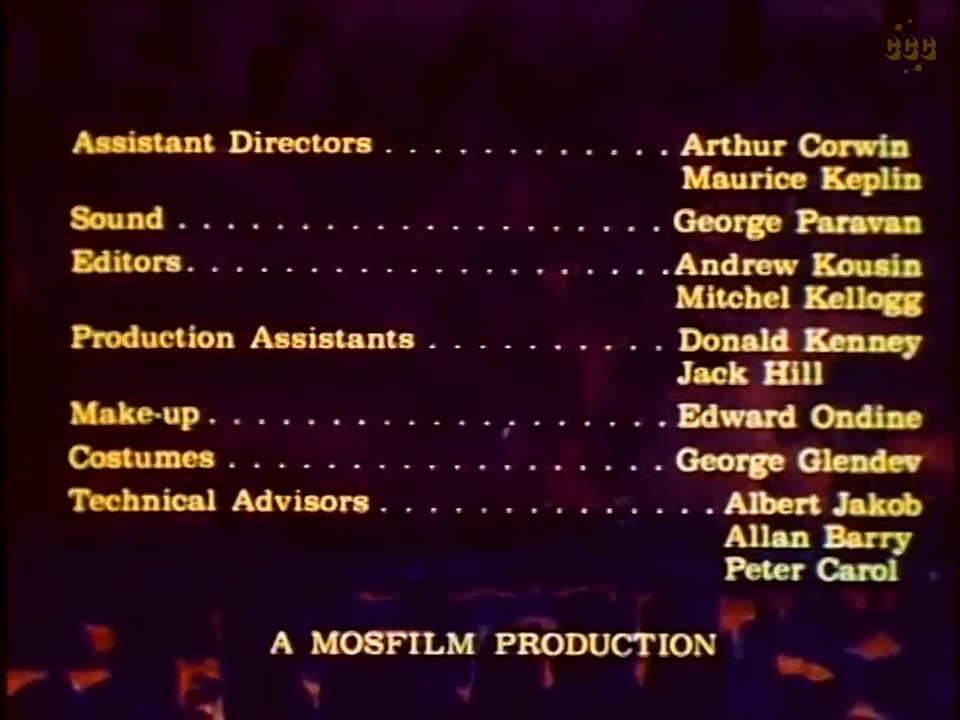 CCC
Assistant Directors . . . . . . . . . . . . Arthur Corwin
Maurice Keplin
Sound . . . . . . . . . . . . . . . . . . . . George Paravan
Editors . . . . . . . . . . . . . . . . . . . . Andrew Kousin
Mitchel Kellogg
Production Assistants . . . . . . . . . . Donald Kenney
Jack Hill
Make-up . . . . . . . . . . . . . . . . . . . Edward Ondine
Costumes . . . . . . . . . . . . . . . . . . George Glendev
Technical Advisors . . . . . . . . . . . . . . Albert Jakob
Allan Barry
Peter Carol
A MOSFILM PRODUCTION